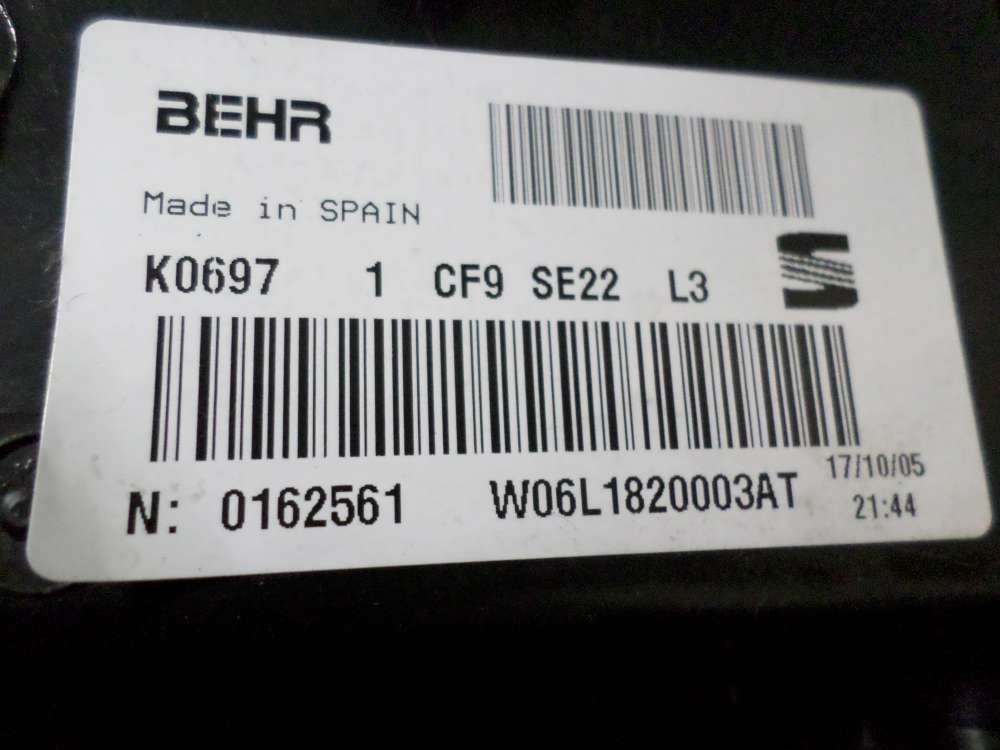 BEHR
Made in SPAIN
K0697 1 CF9 SE22 L3
N: 0162561 W06L1820003AT
17/10/05
21:44